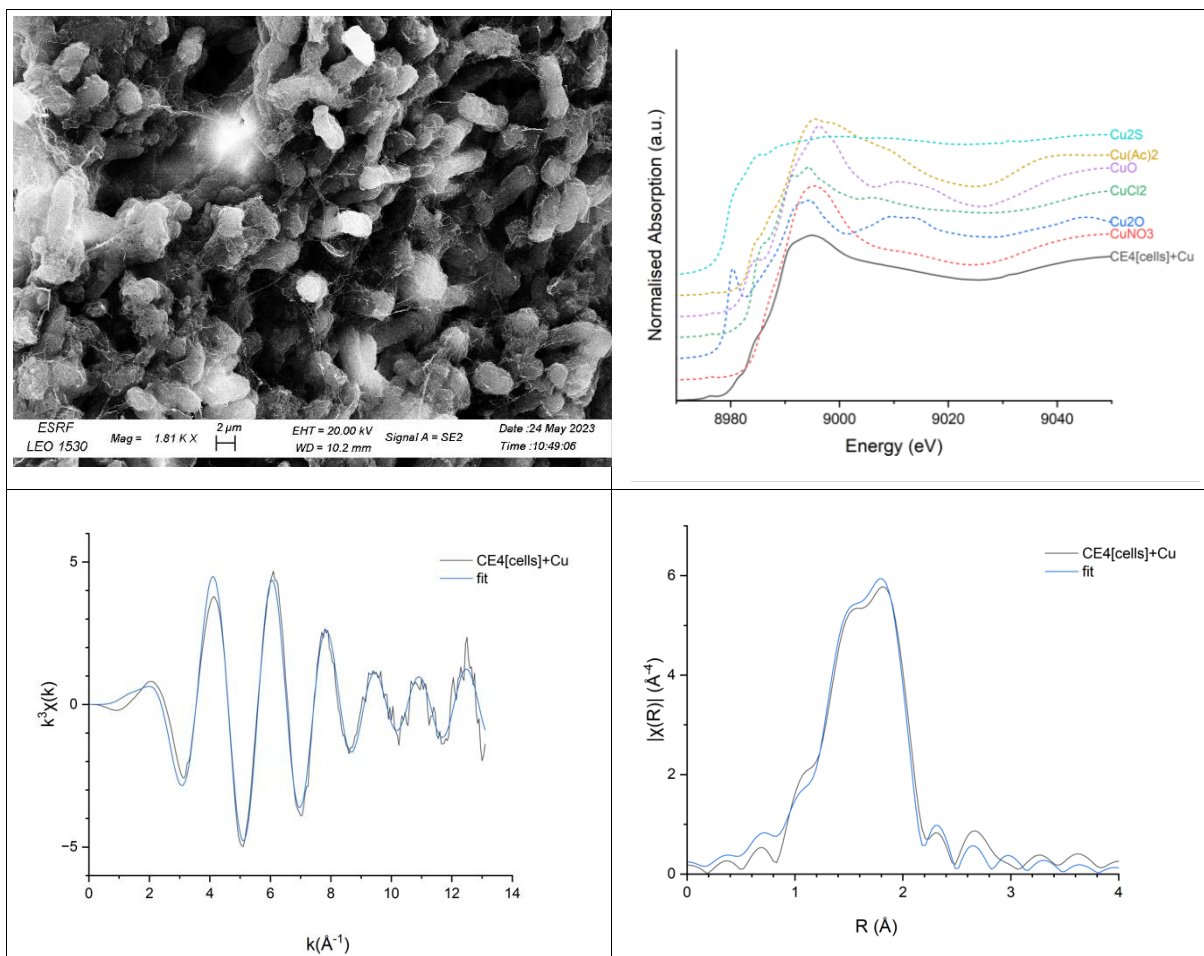 ESRF
LEO 1530
Mag = 1.81 K X
2 µm
EHT = 20.00 kV
WD = 10.2 mm
Signal A = SE2
Date :24 May 2023
Time :10:49:06
Normalised Absorption (a.u.)
Cu2S
Cu(Ac)2
CuO
CuCl2
Cu2O
CuNO3
CE4[cells]+Cu
8980 9000 9020 9040
Energy (eV)
CE4[cells]+Cu
fit
k³χ(k)
5
0
−5
0 2 4 6 8 10 12 14
k(Å⁻¹)
CE4[cells]+Cu
fit
|χ(R)| (Å⁻⁴)
6
4
2
0
0 1 2 3 4
R (Å)